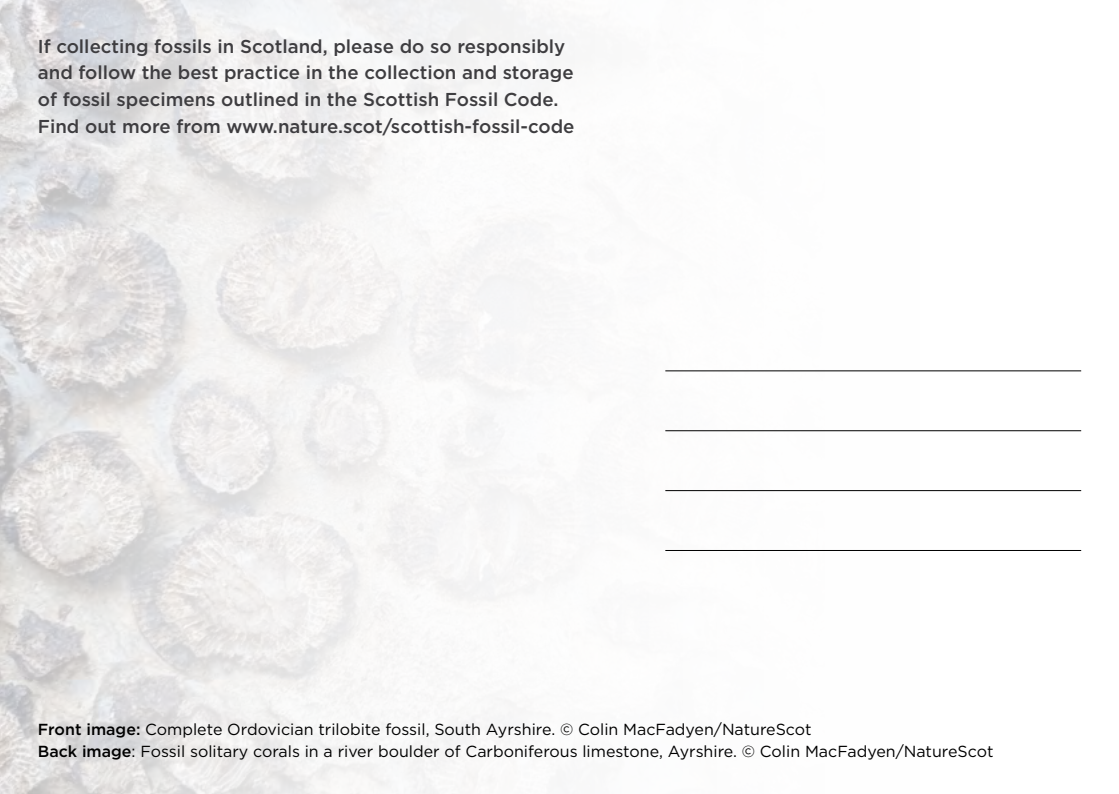 If collecting fossils in Scotland, please do so responsibly
and follow the best practice in the collection and storage
of fossil specimens outlined in the Scottish Fossil Code.
Find out more from www.nature.scot/scottish-fossil-code
Front image: Complete Ordovician trilobite fossil, South Ayrshire. © Colin MacFadyen/NatureScot
Back image: Fossil solitary corals in a river boulder of Carboniferous limestone, Ayrshire. © Colin MacFadyen/NatureScot